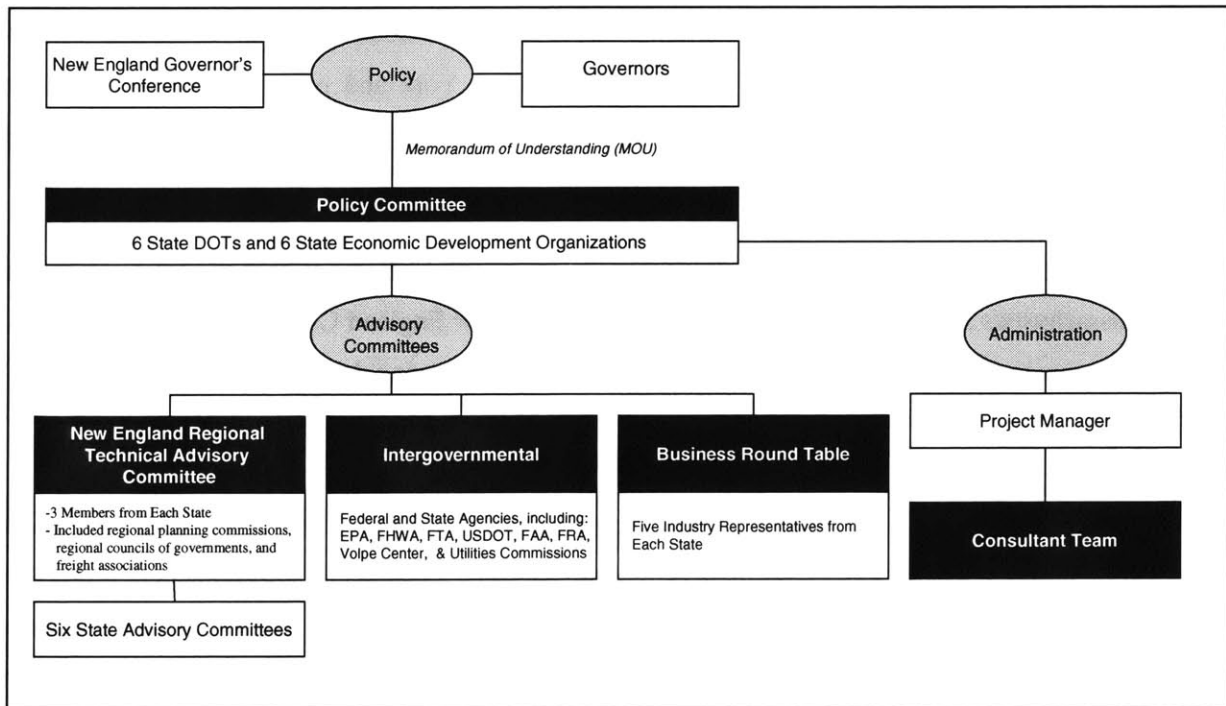 New England Governor's
Conference
Policy
Governors
Memorandum of Understanding (MOU)
Policy Committee
6 State DOTs and 6 State Economic Development Organizations
Advisory
Committees
Administration
New England Regional
Technical Advisory
Committee
-3 Members from Each State
- Included regional planning commissions,
regional councils of governments, and
freight associations
Six State Advisory Committees
Intergovernmental
Federal and State Agencies, including:
EPA, FHWA, FTA, USDOT, FAA, FRA,
Volpe Center, & Utilities Commissions
Business Round Table
Five Industry Representatives from
Each State
Project Manager
Consultant Team